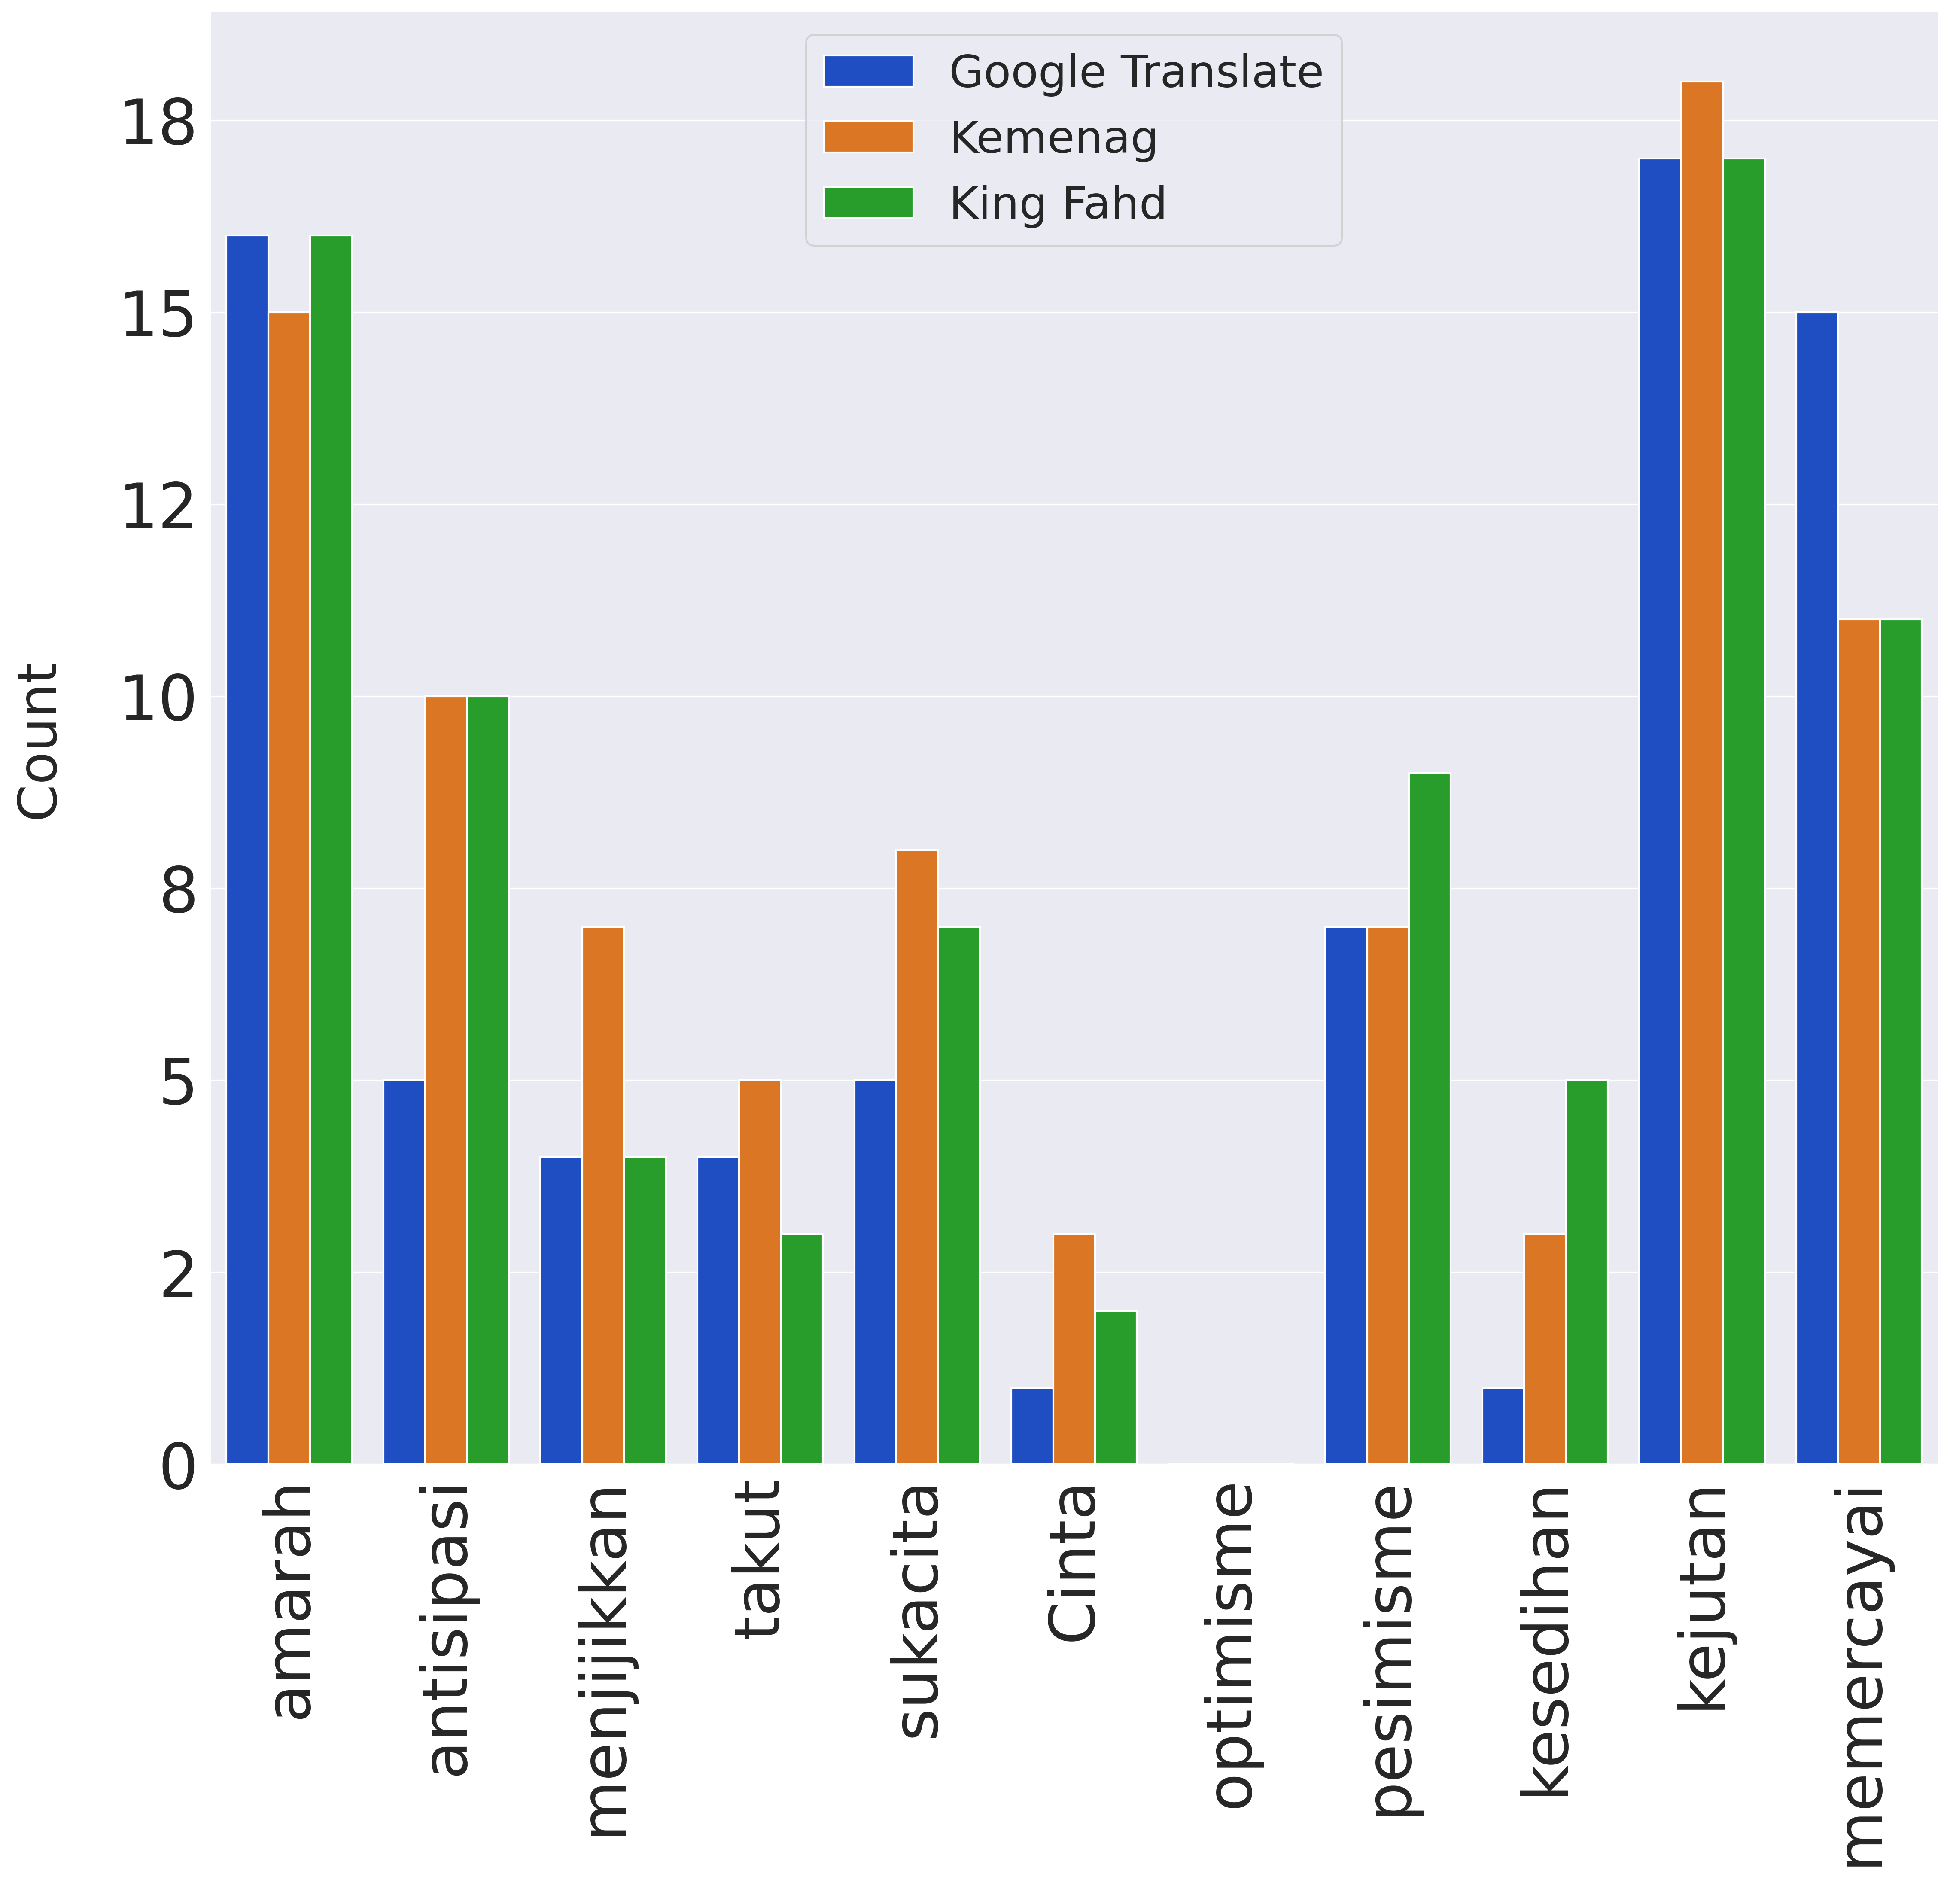 Google Translate
Kemenag
King Fahd
Count
18
15
12
10
8
5
2
0
amarah
antisipasi
menjijikkan
takut
sukacita
Cinta
optimisme
pesimisme
kesedihan
kejutan
memercayai